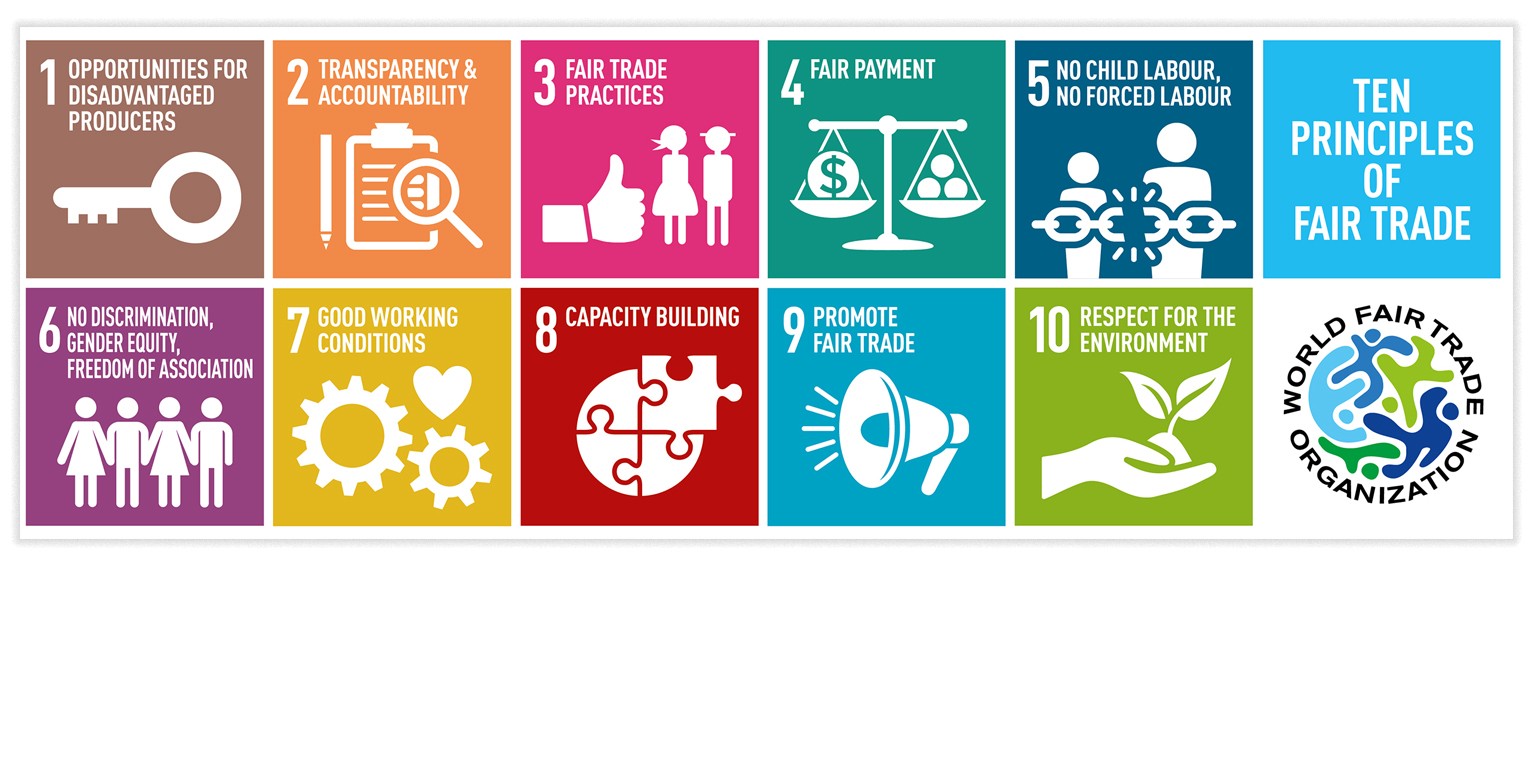 1 OPPORTUNITIES FOR
DISADVANTAGED
PRODUCERS
2 TRANSPARENCY &
ACCOUNTABILITY
3 FAIR TRADE
PRACTICES
4 FAIR PAYMENT
$
5 NO CHILD LABOUR,
NO FORCED LABOUR
TEN
PRINCIPLES
OF
FAIR TRADE
6 NO DISCRIMINATION,
GENDER EQUITY,
FREEDOM OF ASSOCIATION
7 GOOD WORKING
CONDITIONS
8 CAPACITY BUILDING
9 PROMOTE
FAIR TRADE
10 RESPECT FOR THE
ENVIRONMENT
WORLD FAIR TRADE
ORGANIZATION